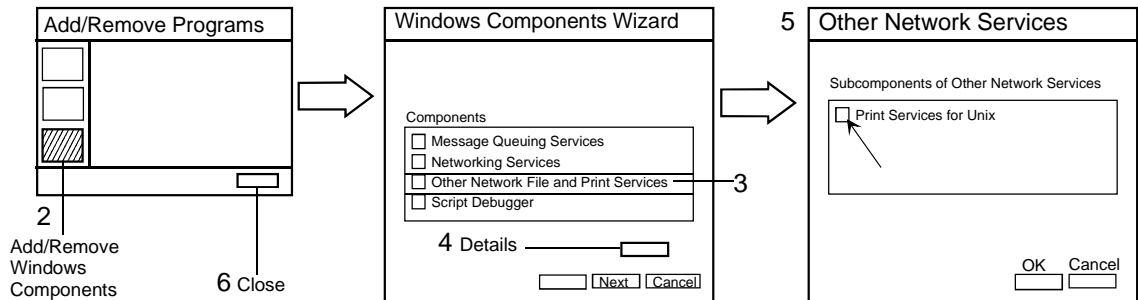 Add/Remove Programs
2
Add/Remove
Windows
Components
6 Close
Windows Components Wizard
Components
Message Queuing Services
Networking Services
Other Network File and Print Services
3
Script Debugger
4 Details
Next
Cancel
5
Other Network Services
Subcomponents of Other Network Services
Print Services for Unix
OK
Cancel